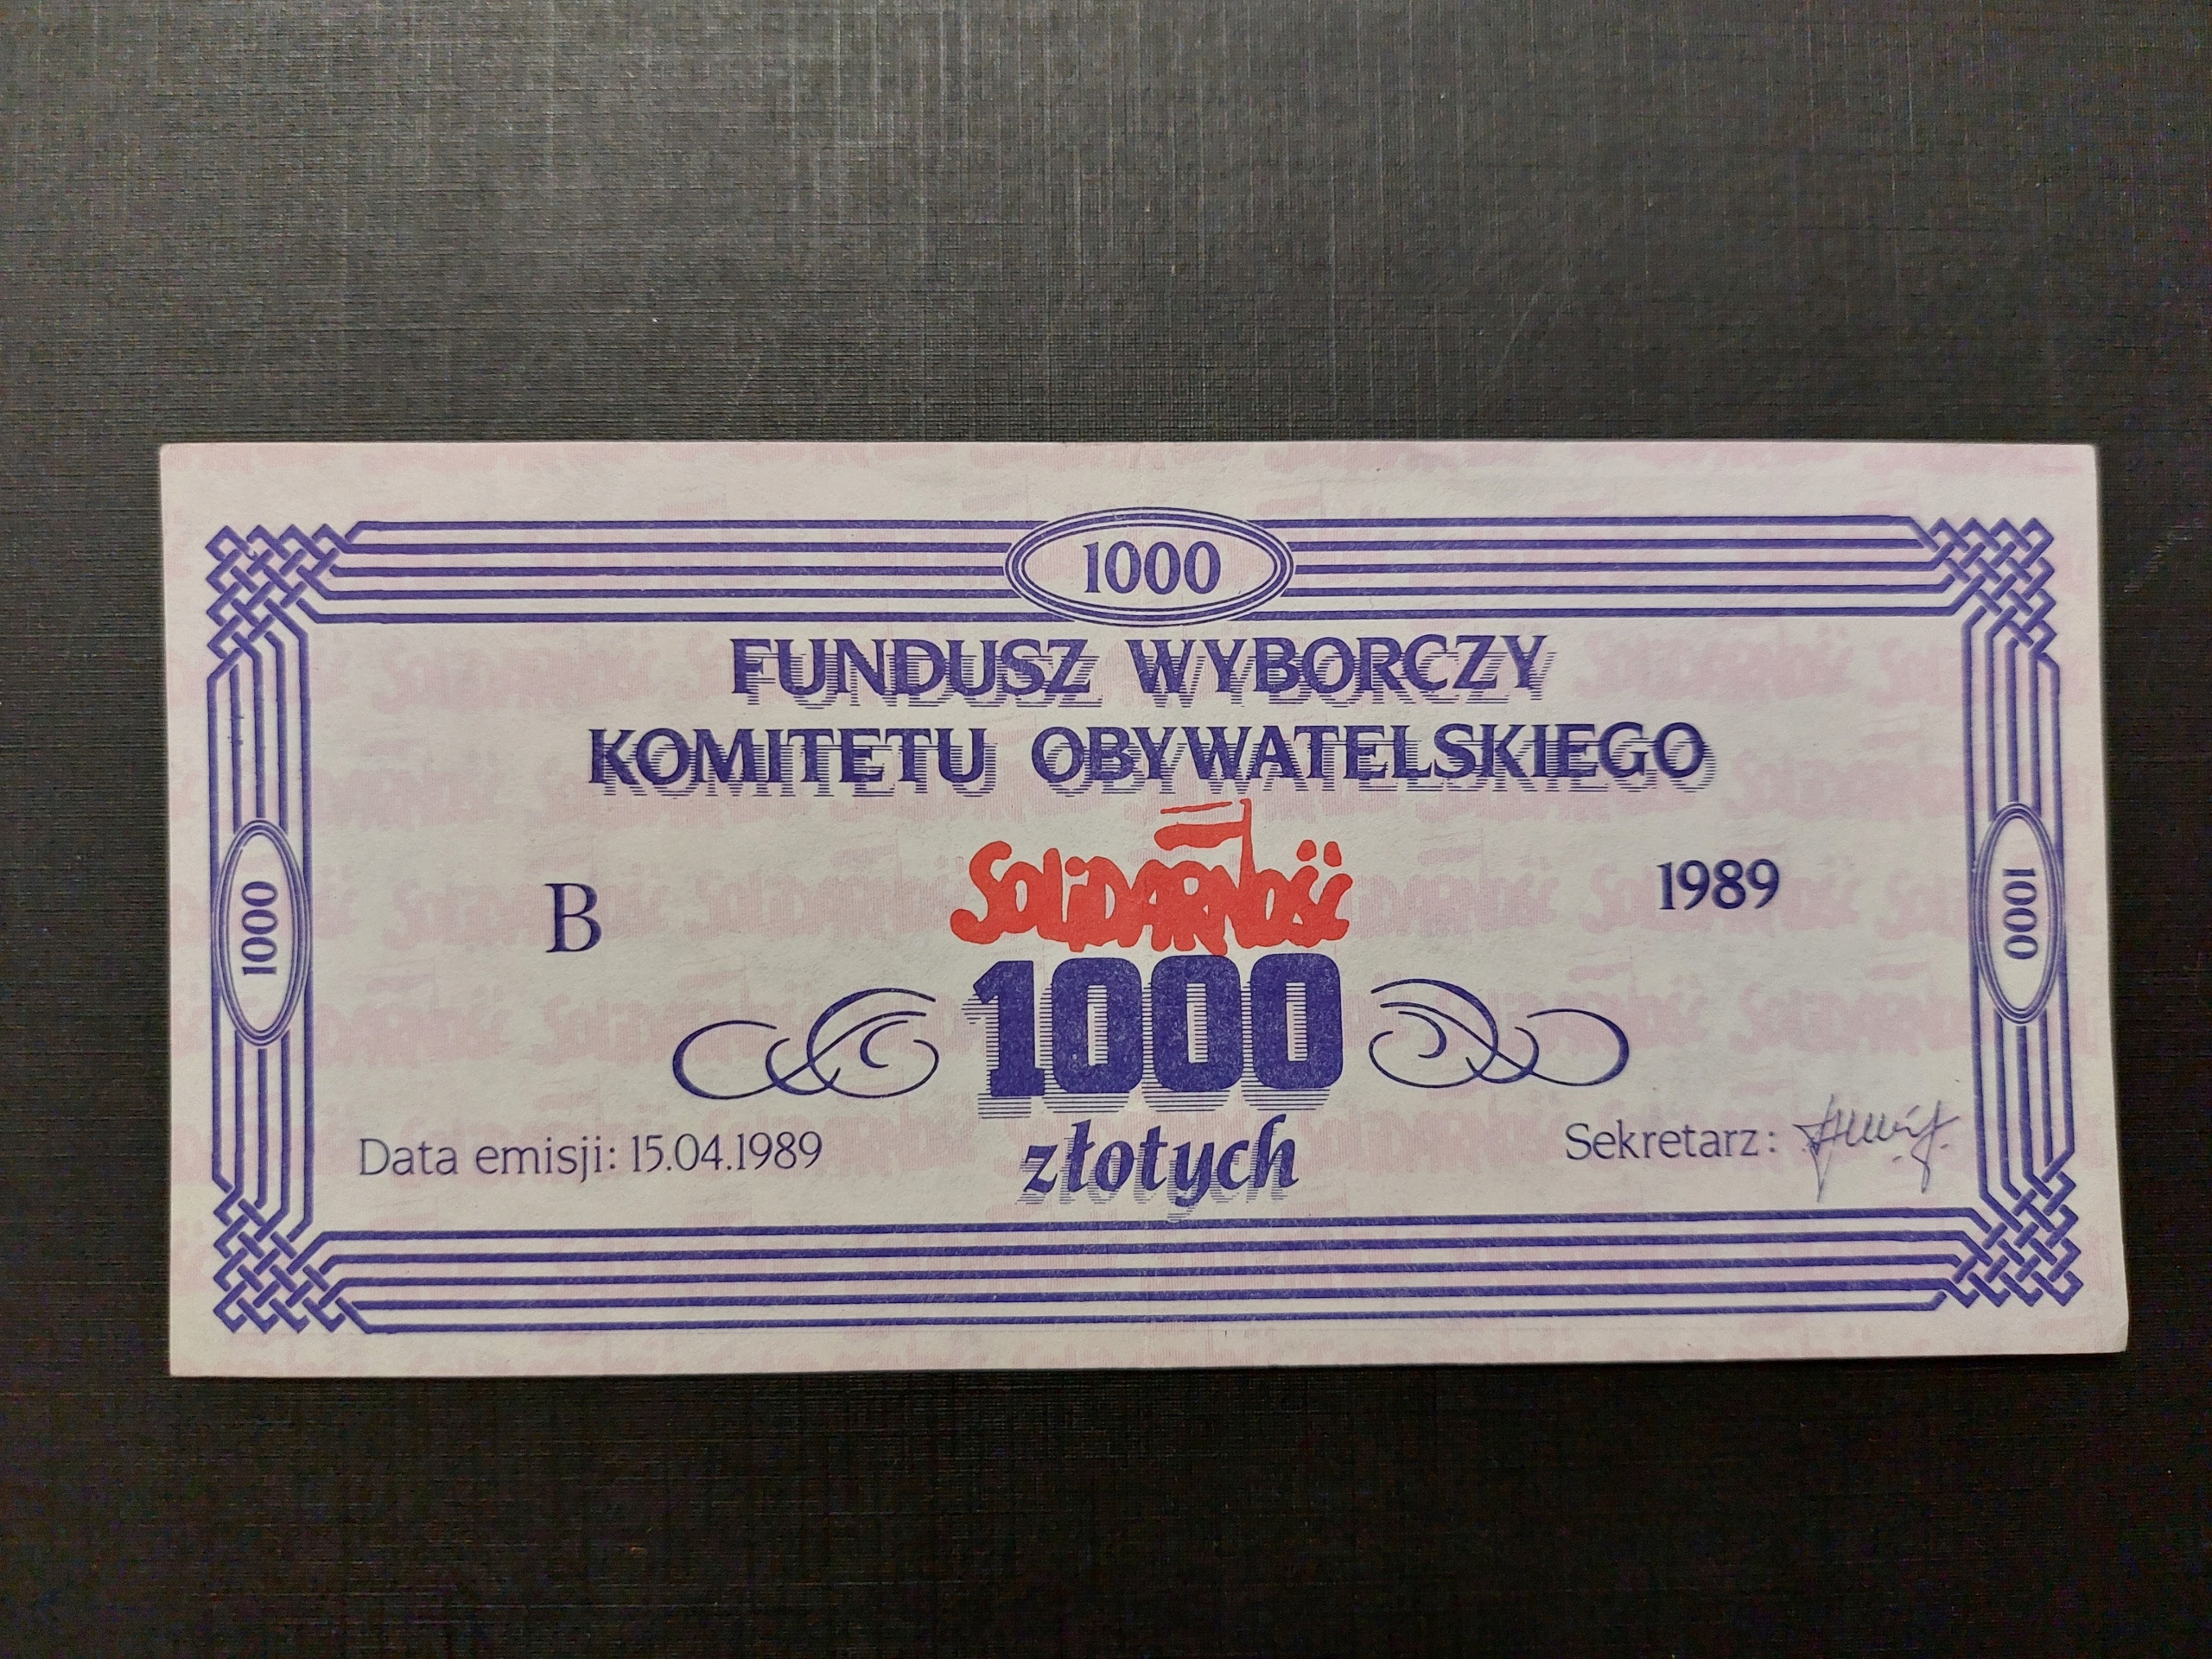 1000
FUNDUSZ WYBORCZY
KOMITETU OBYWATELSKIEGO
SOLiDARNOŚĆ
B
1989
1000
1000
1000
złotych
Data emisji: 15.04.1989
Sekretarz: